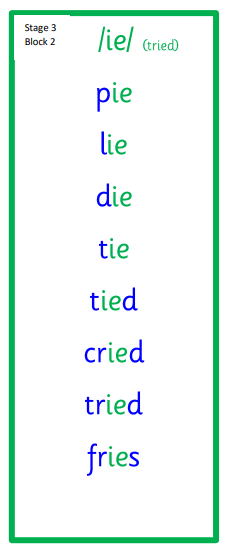 Stage 3
Block 2
/ie/ (tried)
pie
lie
die
tie
tied
cried
tried
fries